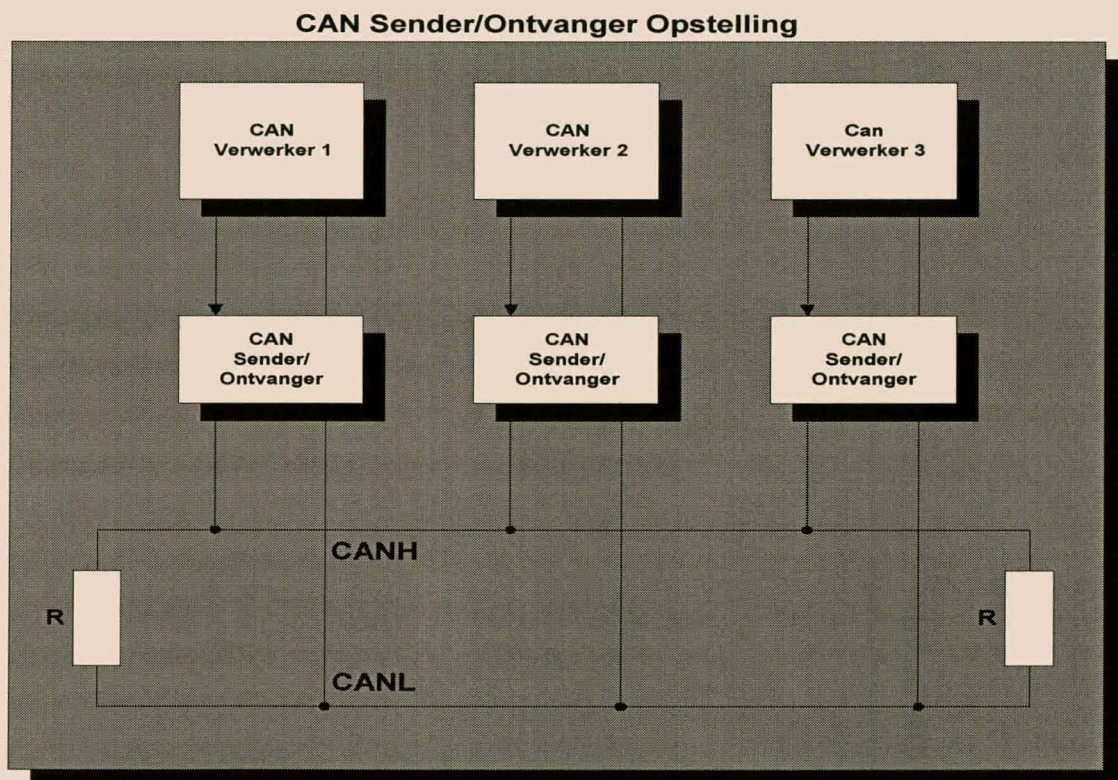 CAN Sender/Ontvanger Opstelling
CAN
Verwerker 1
CAN
Verwerker 2
Can
Verwerker 3
CAN
Sender/
Ontvanger
CAN
Sender/
Ontvanger
CAN
Sender/
Ontvanger
CANH
R
R
CANL